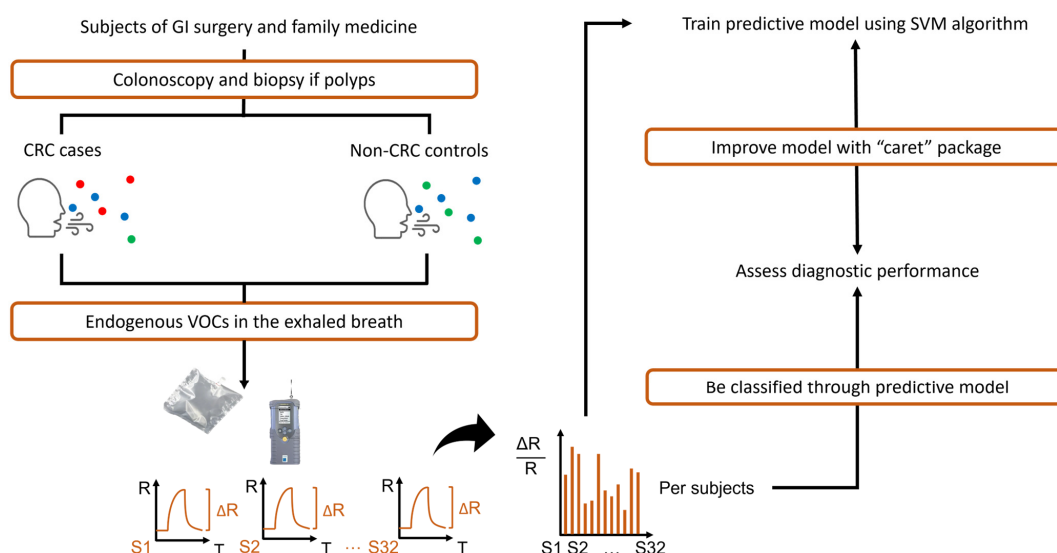 Subjects of GI surgery and family medicine
Colonoscopy and biopsy if polyps
CRC cases
Non-CRC controls
Endogenous VOCs in the exhaled breath
R
ΔR
S1
T
R
ΔR
S2
T
...
R
ΔR
S32
T
ΔR
R
S1 S2 ... S32
Per subjects
Train predictive model using SVM algorithm
Improve model with “caret” package
Assess diagnostic performance
Be classified through predictive model